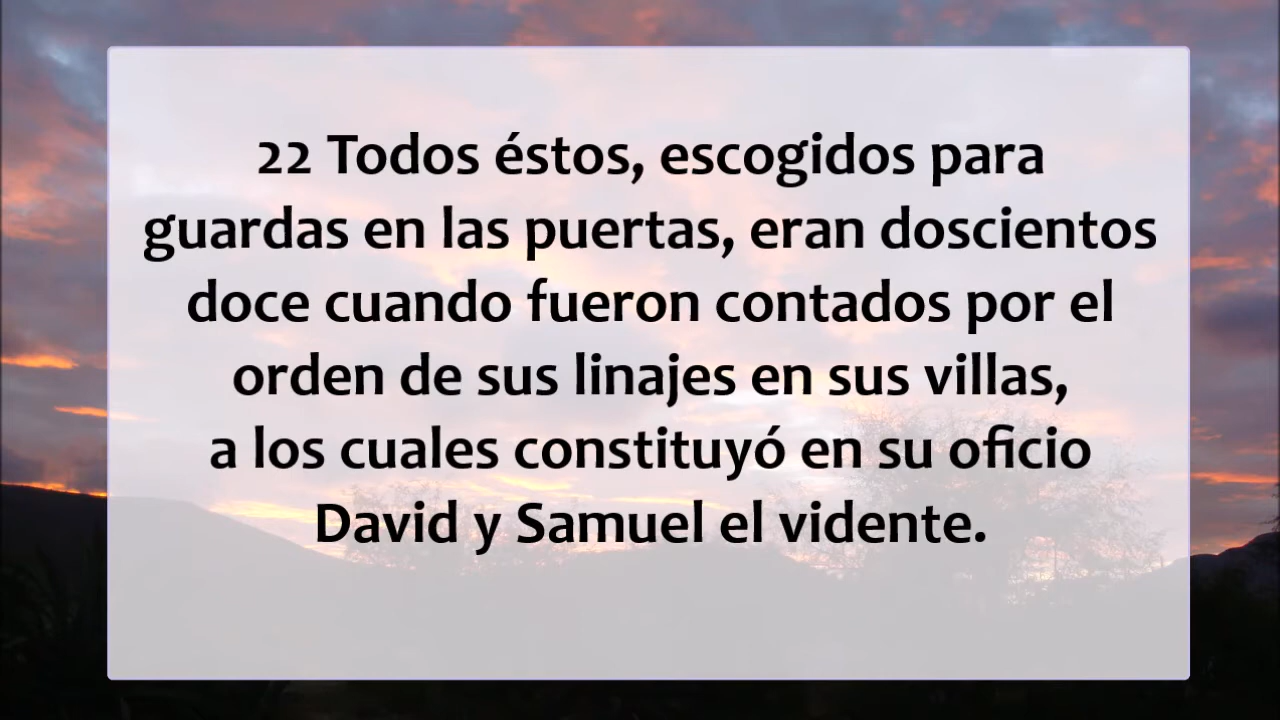 22 Todos éstos, escogidos para
guardas en las puertas, eran doscientos
doce cuando fueron contados por el
orden de sus linajes en sus villas,
a los cuales constituyó en su oficio
David y Samuel el vidente.